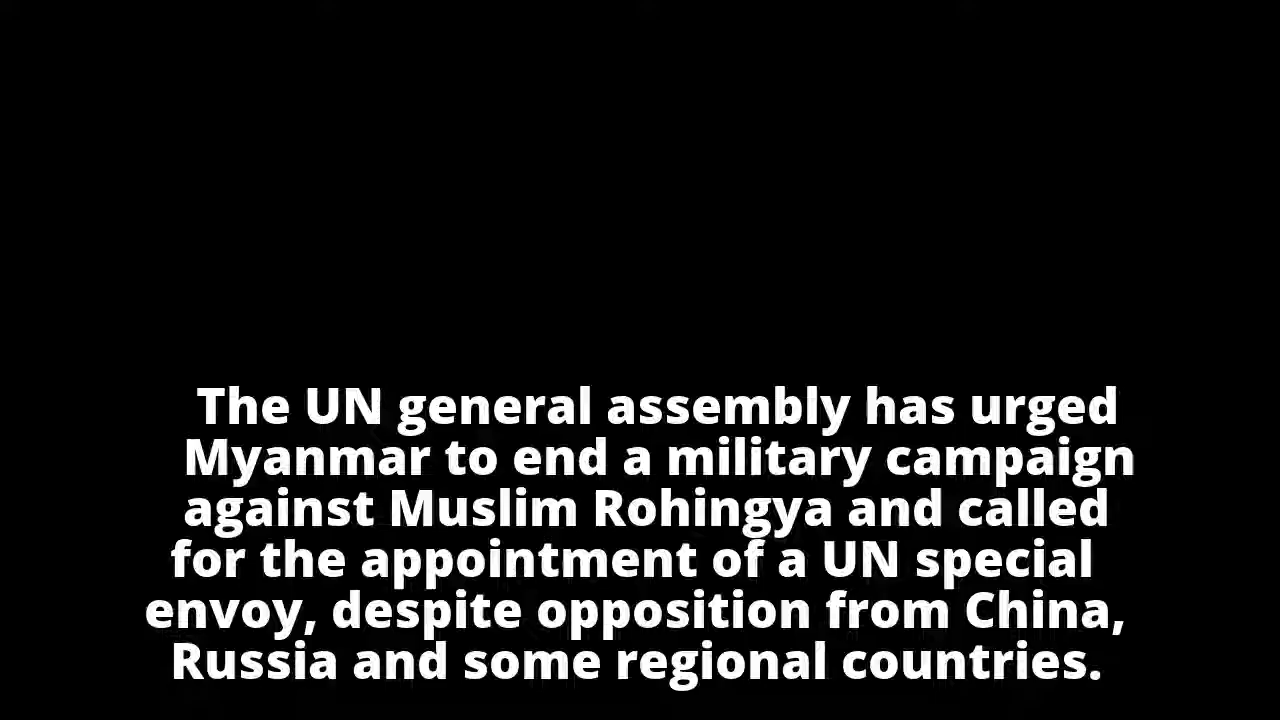 The UN general assembly has urged
Myanmar to end a military campaign
against Muslim Rohingya and called
for the appointment of a UN special
envoy, despite opposition from China,
Russia and some regional countries.